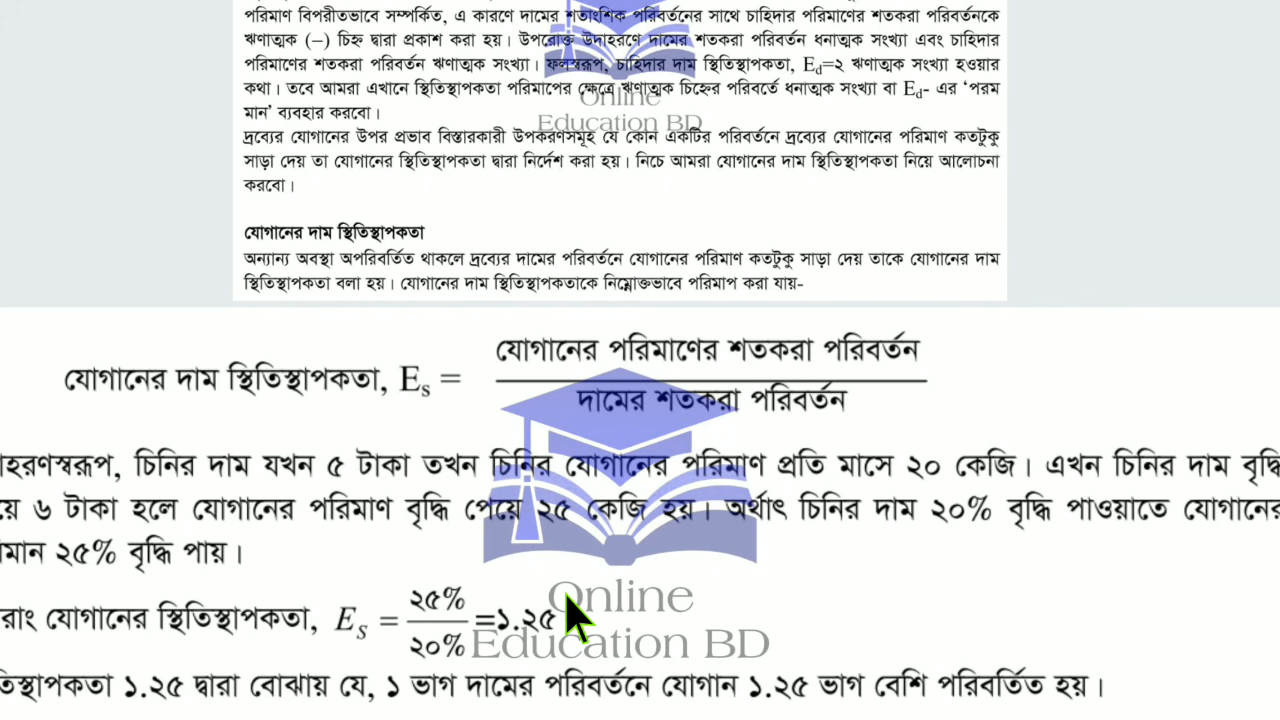 পরিমাণ বিপরীতভাবে সম্পর্কিত, এ কারণে দামের শতাংশিক পরিবর্তনের সাথে চাহিদার পরিমাণের শতকরা পরিবর্তনকে
ঋণাত্মক (–) চিহ্ন দ্বারা প্রকাশ করা হয়। উপরোক্ত উদাহরণে দামের শতকরা পরিবর্তন ধনাত্মক সংখ্যা এবং চাহিদার
পরিমাণের শতকরা পরিবর্তন ঋণাত্মক সংখ্যা। ফলস্বরূপ, চাহিদার দাম স্থিতিস্থাপকতা, Ed=২ ঋণাত্মক সংখ্যা হওয়ার
কথা। তবে আমরা এখানে স্থিতিস্থাপকতা পরিমাপের ক্ষেত্রে ঋণাত্মক চিহ্নের পরিবর্তে ধনাত্মক সংখ্যা বা Ed- এর ‘পরম
মান’ ব্যবহার করবো।
Online
Education BD
দ্রব্যের যোগানের উপর প্রভাব বিস্তারকারী উপকরণসমূহ যে কোন একটির পরিবর্তনে দ্রব্যের যোগানের পরিমাণ কতটুকু
সাড়া দেয় তা যোগানের স্থিতিস্থাপকতা দ্বারা নির্দেশ করা হয়। নিচে আমরা যোগানের দাম স্থিতিস্থাপকতা নিয়ে আলোচনা
করবো।
যোগানের দাম স্থিতিস্থাপকতা
অন্যান্য অবস্থা অপরিবর্তিত থাকলে দ্রব্যের দামের পরিবর্তনে যোগানের পরিমাণ কতটুকু সাড়া দেয় তাকে যোগানের দাম
স্থিতিস্থাপকতা বলা হয়। যোগানের দাম স্থিতিস্থাপকতাকে নিম্নোক্তভাবে পরিমাপ করা যায়-
যোগানের পরিমাণের শতকরা পরিবর্তন
যোগানের দাম স্থিতিস্থাপকতা, Es =
দামের শতকরা পরিবর্তন
াহরণস্বরূপ, চিনির দাম যখন ৫ টাকা তখন চিনির যোগানের পরিমাণ প্রতি মাসে ২০ কেজি। এখন চিনির দাম বৃদ্ধি
য়ে ৬ টাকা হলে যোগানের পরিমাণ বৃদ্ধি পেয়ে ২৫ কেজি হয়। অর্থাৎ চিনির দাম ২০% বৃদ্ধি পাওয়াতে যোগানের
িমান ২৫% বৃদ্ধি পায়।
রাং যোগানের স্থিতিস্থাপকতা, ES = ২৫% / ২০% =১.২৫
Online
Education BD
তিস্থাপকতা ১.২৫ দ্বারা বোঝায় যে, ১ ভাগ দামের পরিবর্তনে যোগান ১.২৫ ভাগ বেশি পরিবর্তিত হয়।